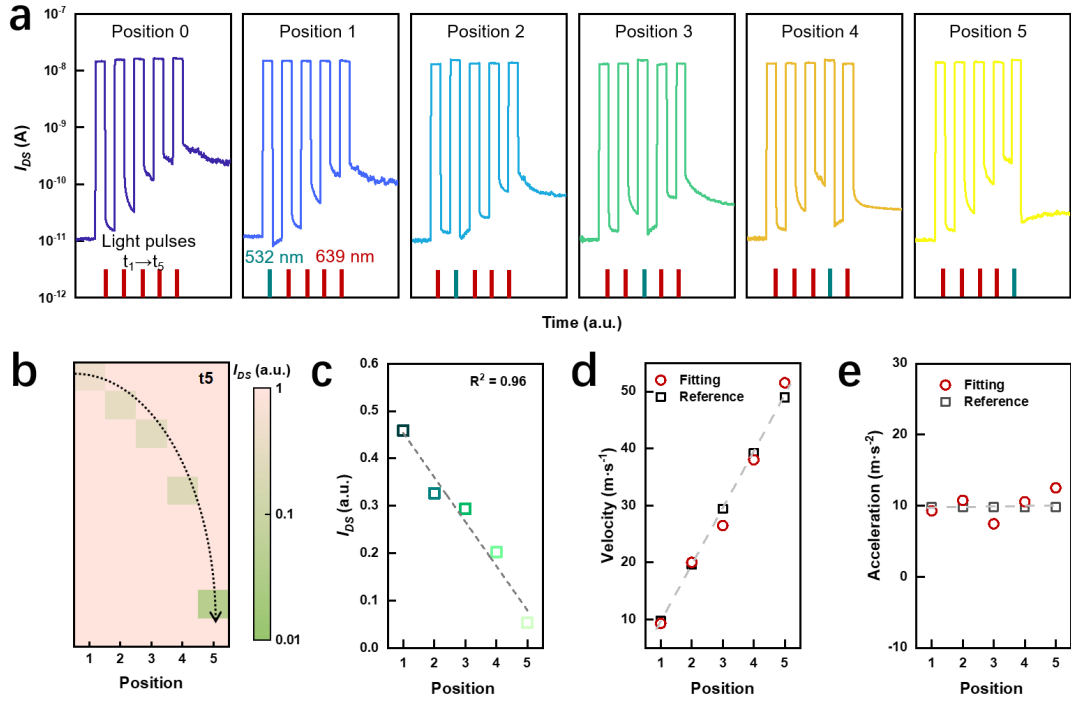 a
Position 0
Position 1
Position 2
Position 3
Position 4
Position 5
10⁻⁷
10⁻⁸
10⁻⁹
10⁻¹⁰
10⁻¹¹
10⁻¹²
I_DS (A)
Light pulses
t₁→t₅
532 nm
639 nm
Time (a.u.)
b
t5
I_DS (a.u.)
1
0.1
0.01
1 2 3 4 5
Position
c
R² = 0.96
0.6
0.5
0.4
0.3
0.2
0.1
0.0
I_DS (a.u.)
1 2 3 4 5
Position
d
Fitting
Reference
50
40
30
20
10
Velocity (m·s⁻¹)
1 2 3 4 5
Position
e
Fitting
Reference
30
20
10
0
-10
Acceleration (m·s⁻²)
1 2 3 4 5
Position